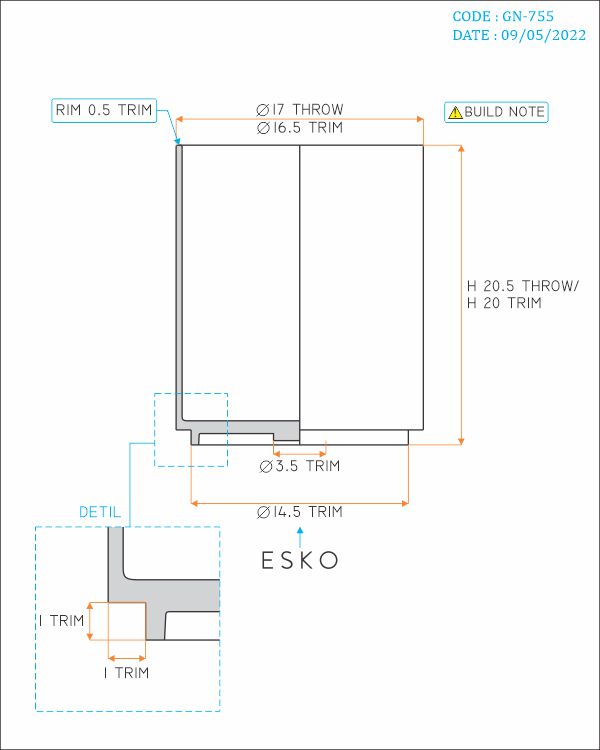 CODE : GN-755
DATE : 09/05/2022
RIM 0.5 TRIM
Ø17 THROW
Ø16.5 TRIM
BUILD NOTE
H 20.5 THROW/
H 20 TRIM
Ø3.5 TRIM
Ø14.5 TRIM
DETIL
ESKO
1 TRIM
1 TRIM